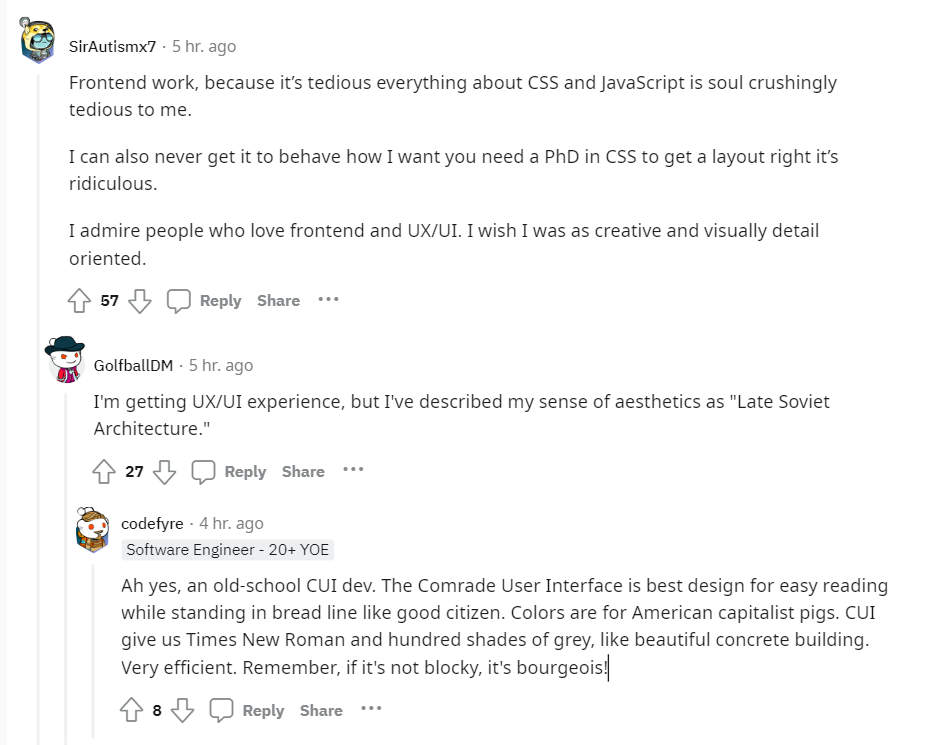 SirAutismx7 · 5 hr. ago
Frontend work, because it’s tedious everything about CSS and JavaScript is soul crushingly
tedious to me.
I can also never get it to behave how I want you need a PhD in CSS to get a layout right it’s
ridiculous.
I admire people who love frontend and UX/UI. I wish I was as creative and visually detail
oriented.
57 Reply Share ···
GolfballDM · 5 hr. ago
I'm getting UX/UI experience, but I've described my sense of aesthetics as "Late Soviet
Architecture."
27 Reply Share ···
codefyre · 4 hr. ago
Software Engineer - 20+ YOE
Ah yes, an old-school CUI dev. The Comrade User Interface is best design for easy reading
while standing in bread line like good citizen. Colors are for American capitalist pigs. CUI
give us Times New Roman and hundred shades of grey, like beautiful concrete building.
Very efficient. Remember, if it's not blocky, it's bourgeois!
8 Reply Share ···